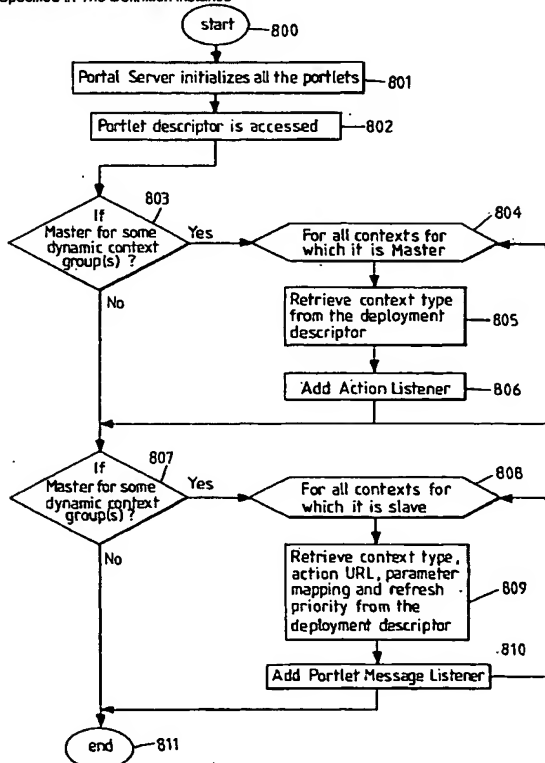 specified in The definition instance
start
800
Portal Server initializes all the portlets
801
Portlet descriptor is accessed
802
If
Master for some
dynamic context
group(s) ?
803
Yes
No
For all contexts for
which it is Master
804
Retrieve context type
from the deployment
descriptor
805
Add Action Listener
806
If
Master for some
dynamic context
group(s) ?
807
Yes
No
For all contexts for
which it is slave
808
Retrieve context type,
action URL, parameter
mapping and refresh
priority from the
deployment descriptor
809
Add Portlet Message Listener
810
end
811